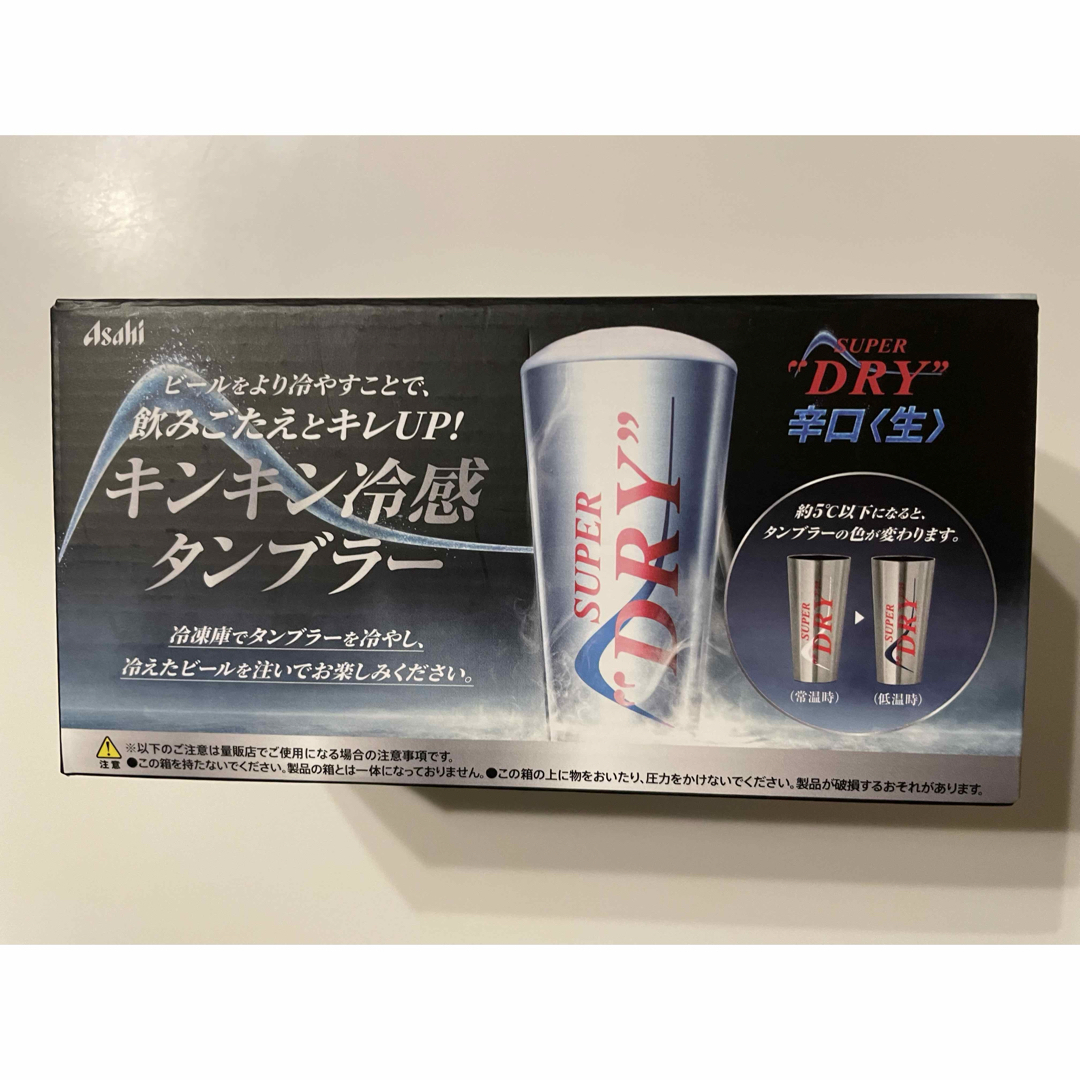 Asahi
ビールをより冷やすことで、
飲みごたえとキレUP!
キンキン冷感
タンブラー
冷凍庫でタンブラーを冷やし、
冷えたビールを注いでお楽しみください。
SUPER
"DRY"
SUPER
"DRY"
辛口〈生〉
約5℃以下になると、
タンブラーの色が変わります。
SUPER
DRY
SUPER
DRY
(常温時)
(低温時)
注意
※以下のご注意は量販店でご使用になる場合の注意事項です。
●この箱を持たないでください。製品の箱とは一体になっておりません。●この箱の上に物をおいたり、圧力をかけないでください。製品が破損するおそれがあります。